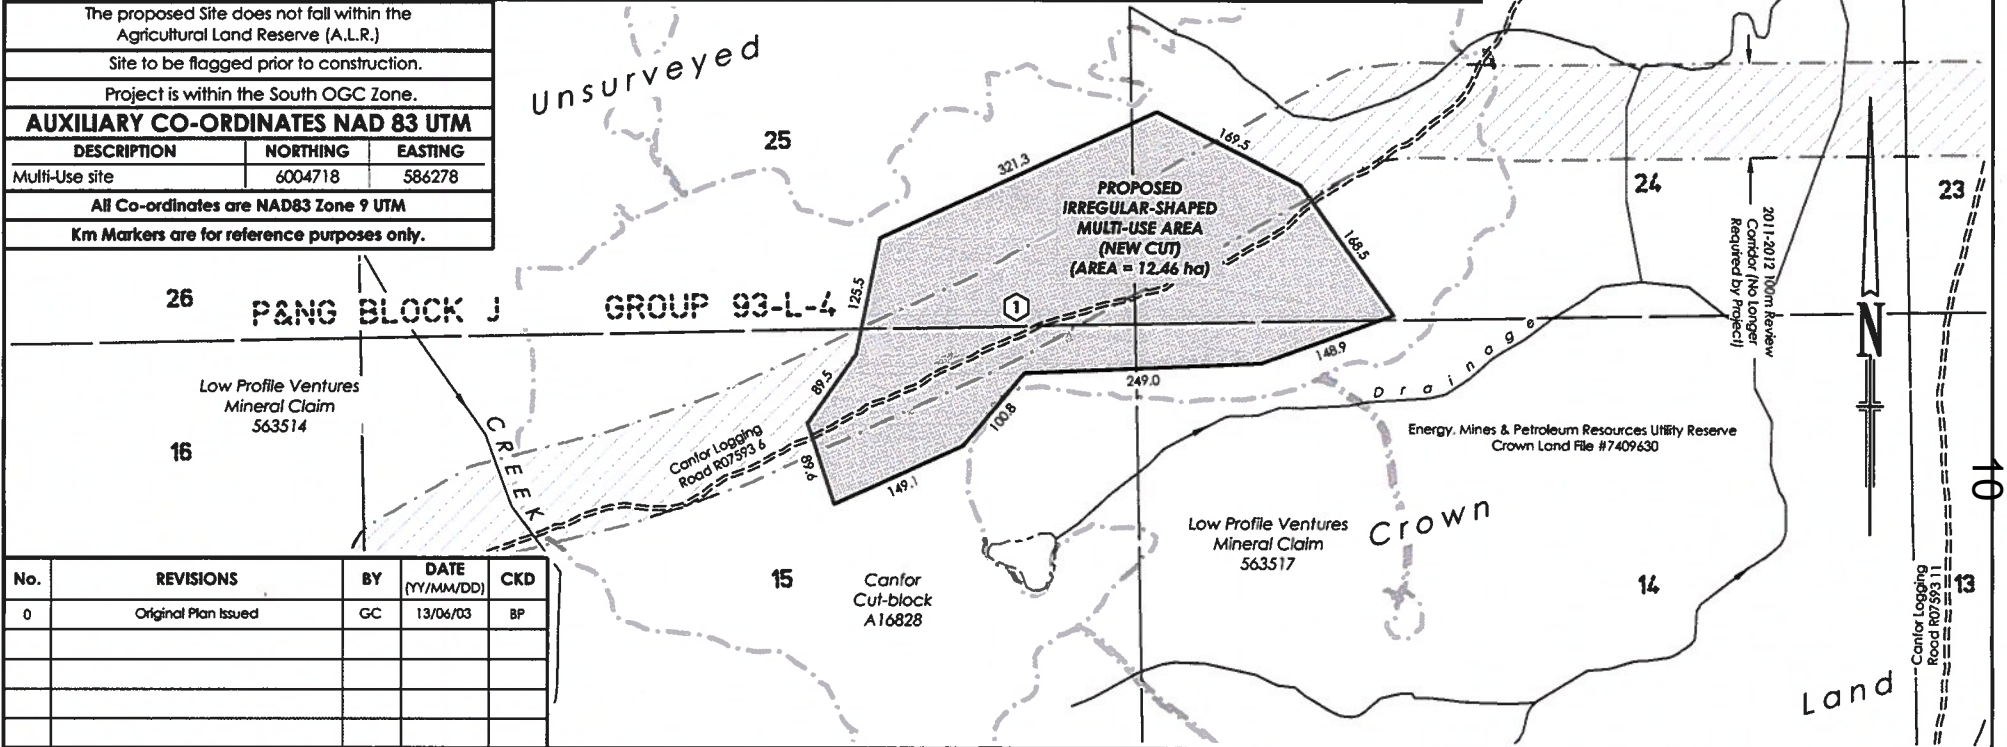 The proposed Site does not fall within the
Agricultural Land Reserve (A.L.R.)
Site to be flagged prior to construction.
Project is within the South OGC Zone.
AUXILIARY CO-ORDINATES NAD 83 UTM
DESCRIPTION NORTHING EASTING
Multi-Use site 6004718 586278
All Co-ordinates are NAD83 Zone 9 UTM
Km Markers are for reference purposes only.
Unsurveyed
25
321.3
169.5
PROPOSED
IRREGULAR-SHAPED
MULTI-USE AREA
(NEW CUT)
(AREA = 12.46 ha)
168.5
24
23
2011-2012 100m Review
Corridor (No Longer
Required by Project)
N
26
P&NG BLOCK J GROUP 93-L-4
125.5
1
148.9
249.0
Drainage
Low Profile Ventures
Mineral Claim
563514
16
CREEK
89.5
Canfor Logging
Road R07593 6
89.6
149.1
100.8
Energy, Mines & Petroleum Resources Utility Reserve
Crown Land File #7409630
10
Low Profile Ventures
Mineral Claim
563517
Crown
15
Canfor
Cut-block
A16828
14
Canfor Logging
Road R07593 11
13
Land
No. REVISIONS BY DATE (YY/MM/DD) CKD
0 Original Plan Issued GC 13/06/03 BP